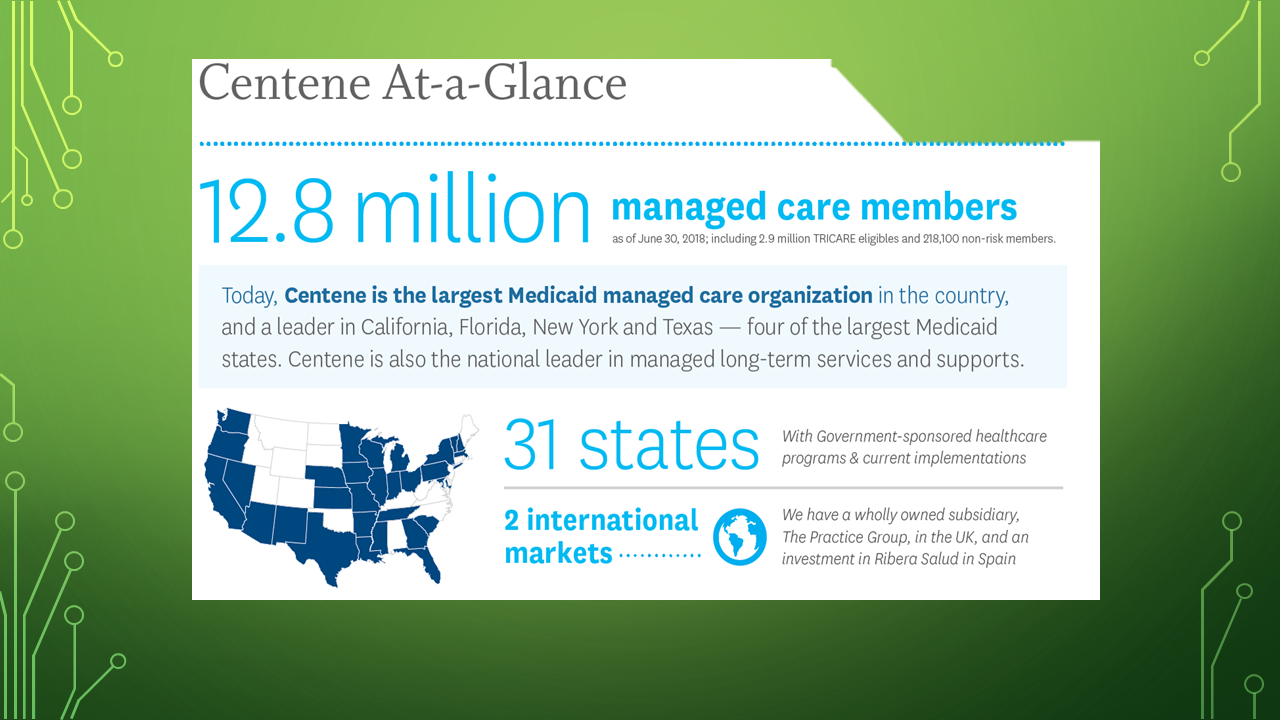 Centene At-a-Glance
12.8 million managed care members
as of June 30, 2018; including 2.9 million TRICARE eligibles and 218,100 non-risk members.
Today, Centene is the largest Medicaid managed care organization in the country,
and a leader in California, Florida, New York and Texas — four of the largest Medicaid
states. Centene is also the national leader in managed long-term services and supports.
31 states
With Government-sponsored healthcare
programs & current implementations
2 international
markets
We have a wholly owned subsidiary,
The Practice Group, in the UK, and an
investment in Ribera Salud in Spain